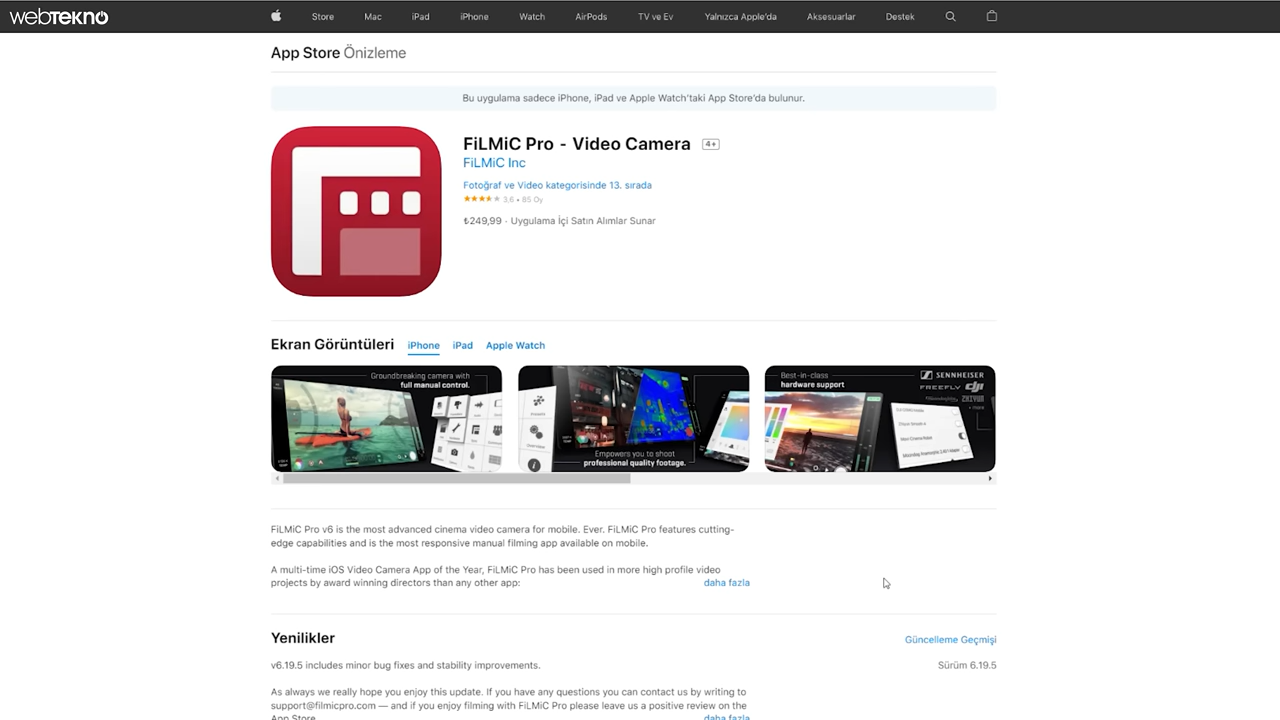 webTEKNO
Store Mac iPad iPhone Watch AirPods TV ve Ev Yalnızca Apple'da Aksesuarlar Destek
App Store Önizleme
Bu uygulama sadece iPhone, iPad ve Apple Watch'taki App Store'da bulunur.
FiLMiC Pro - Video Camera 4+
FiLMiC Inc
Fotoğraf ve Video kategorisinde 13. sırada
3,6 • 85 Oy
₺249,99 · Uygulama İçi Satın Alımlar Sunar
Ekran Görüntüleri iPhone iPad Apple Watch
Groundbreaking camera with
full manual control.
Empowers you to shoot
professional quality footage.
Best-in-class
hardware support
SENNHEISER
FREEFLY dji
ZHIYUN
+ more
FiLMiC Pro v6 is the most advanced cinema video camera for mobile. Ever. FiLMiC Pro features cutting-
edge capabilities and is the most responsive manual filming app available on mobile.
A multi-time iOS Video Camera App of the Year, FiLMiC Pro has been used in more high profile video
projects by award winning directors than any other app: daha fazla
Yenilikler Güncelleme Geçmişi
v6.19.5 includes minor bug fixes and stability improvements. Sürüm 6.19.5
As always we really hope you enjoy this update. If you have any questions you can contact us by writing to
support@filmicpro.com — and if you enjoy filming with FiLMiC Pro please leave us a positive review on the
App Store. daha fazla